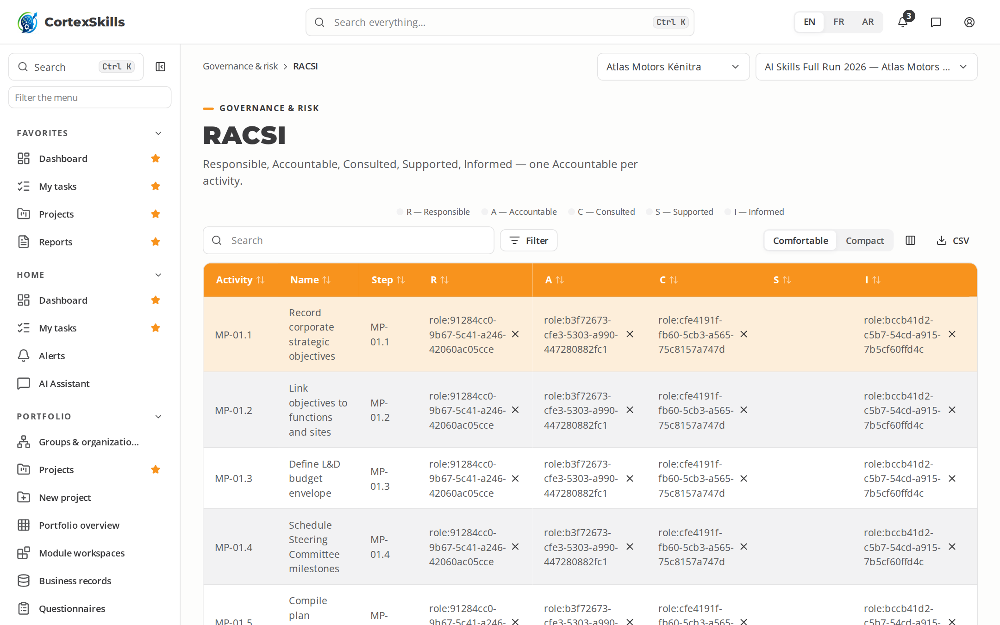 CortexSkills
Search everything...
Ctrl K
EN
FR
AR
3
Search
Ctrl K
Filter the menu
FAVORITES
Dashboard
My tasks
Projects
Reports
HOME
Dashboard
My tasks
Alerts
AI Assistant
PORTFOLIO
Groups & organizatio...
Projects
New project
Portfolio overview
Module workspaces
Business records
Questionnaires
Governance & risk > RACSI
Atlas Motors Kénitra
AI Skills Full Run 2026 — Atlas Motors ...
GOVERNANCE & RISK
RACSI
Responsible, Accountable, Consulted, Supported, Informed — one Accountable per
activity.
R — Responsible
A — Accountable
C — Consulted
S — Supported
I — Informed
Search
Filter
Comfortable
Compact
CSV
Activity
Name
Step
R
A
C
S
I
MP-01.1
Record
corporate
strategic
objectives
MP-
01.1
role:91284cc0-
9b67-5c41-a246-
42060ac05cce
role:b3f72673-
cfe3-5303-a990-
447280882fc1
role:cfe4191f-
fb60-5cb3-a565-
75c8157a747d
role:bccb41d2-
c5b7-54cd-a915-
7b5cf60ffd4c
MP-01.2
Link
objectives to
functions
and sites
MP-
01.2
role:91284cc0-
9b67-5c41-a246-
42060ac05cce
role:b3f72673-
cfe3-5303-a990-
447280882fc1
role:cfe4191f-
fb60-5cb3-a565-
75c8157a747d
role:bccb41d2-
c5b7-54cd-a915-
7b5cf60ffd4c
MP-01.3
Define L&D
budget
envelope
MP-
01.3
role:91284cc0-
9b67-5c41-a246-
42060ac05cce
role:b3f72673-
cfe3-5303-a990-
447280882fc1
role:cfe4191f-
fb60-5cb3-a565-
75c8157a747d
role:bccb41d2-
c5b7-54cd-a915-
7b5cf60ffd4c
MP-01.4
Schedule
Steering
Committee
milestones
MP-
01.4
role:91284cc0-
9b67-5c41-a246-
42060ac05cce
role:b3f72673-
cfe3-5303-a990-
447280882fc1
role:cfe4191f-
fb60-5cb3-a565-
75c8157a747d
role:bccb41d2-
c5b7-54cd-a915-
7b5cf60ffd4c
MP-01.5
Compile
plan
MP-
role:91284cc0-
9b67-5c41-a246-
role:b3f72673-
cfe3-5303-a990-
role:cfe4191f-
fb60-5cb3-a565-
role:bccb41d2-
c5b7-54cd-a915-